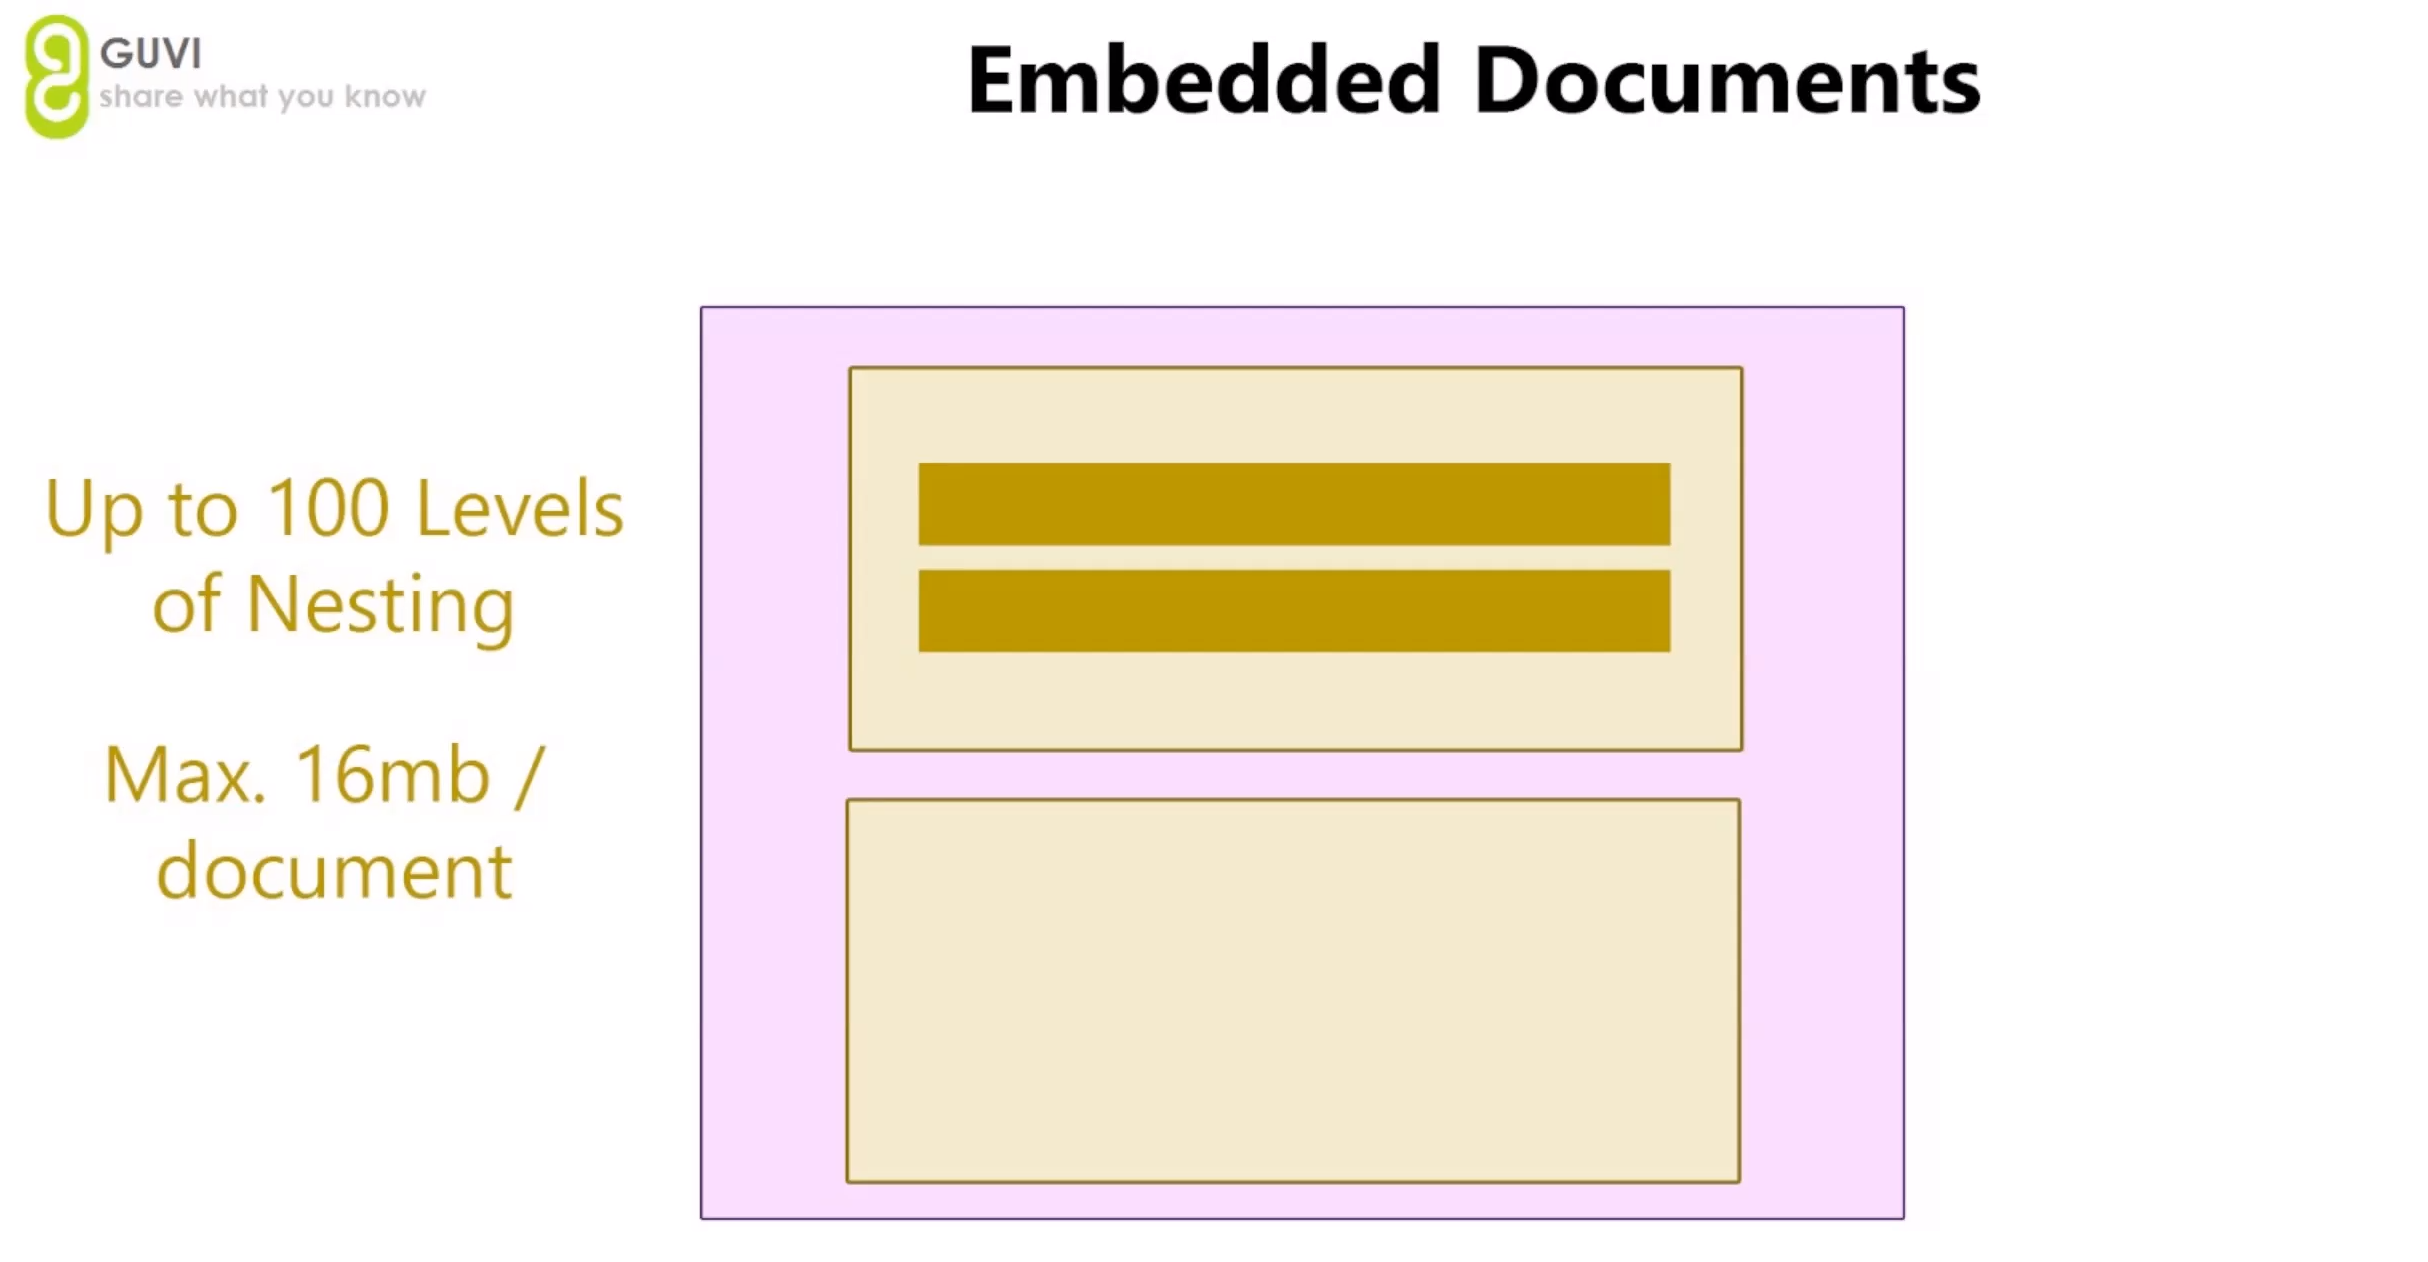 GUVI
share what you know
Embedded Documents
Up to 100 Levels
of Nesting
Max. 16mb /
document